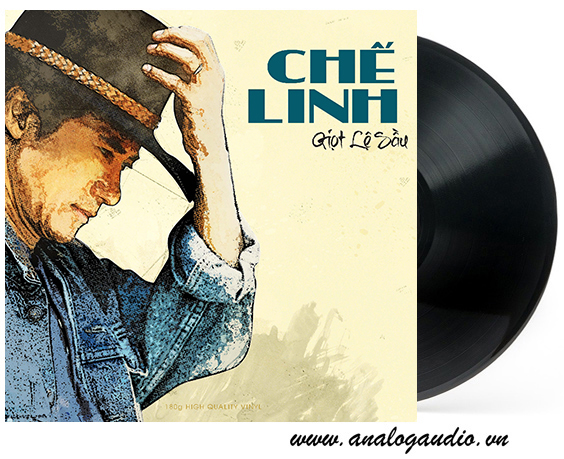 CHẾ
LINH
Giọt Lệ Sầu
180g HIGH QUALITY VINYL
www.analogaudio.vn